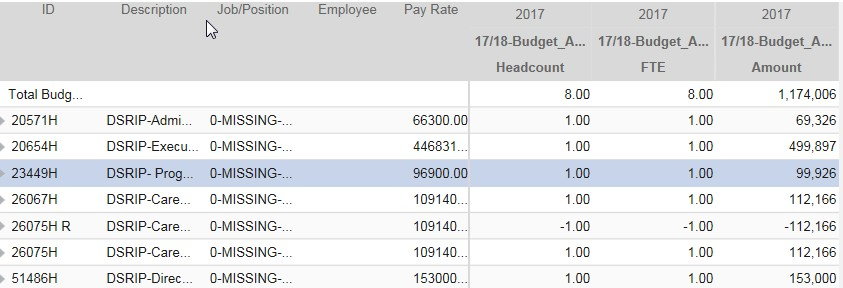 ID Description Job/Position Employee Pay Rate 2017 2017 2017
17/18-Budget_A... 17/18-Budget_A... 17/18-Budget_A...
Headcount FTE Amount
Total Budg... 8.00 8.00 1,174,006
20571H DSRIP-Admi... 0-MISSING-... 66300.00 1.00 1.00 69,326
20654H DSRIP-Execu... 0-MISSING-... 446831... 1.00 1.00 499,897
23449H DSRIP- Prog... 0-MISSING-... 96900.00 1.00 1.00 99,926
26067H DSRIP-Care... 0-MISSING-... 109140... 1.00 1.00 112,166
26075H R DSRIP-Care... 0-MISSING-... 109140... -1.00 -1.00 -112,166
26075H DSRIP-Care... 0-MISSING-... 109140... 1.00 1.00 112,166
51486H DSRIP-Direc... 0-MISSING-... 153000... 1.00 1.00 153,000